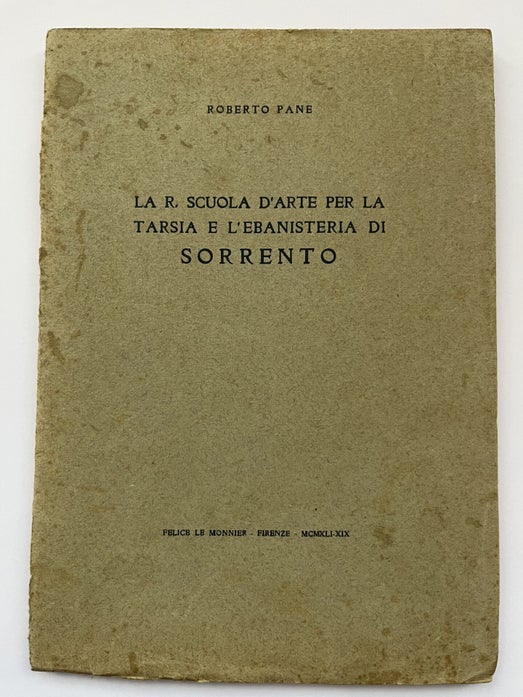 ROBERTO PANE
LA R. SCUOLA D'ARTE PER LA
TARSIA E L'EBANISTERIA DI
SORRENTO
FELICE LE MONNIER - FIRENZE - MCMXLI-XIX